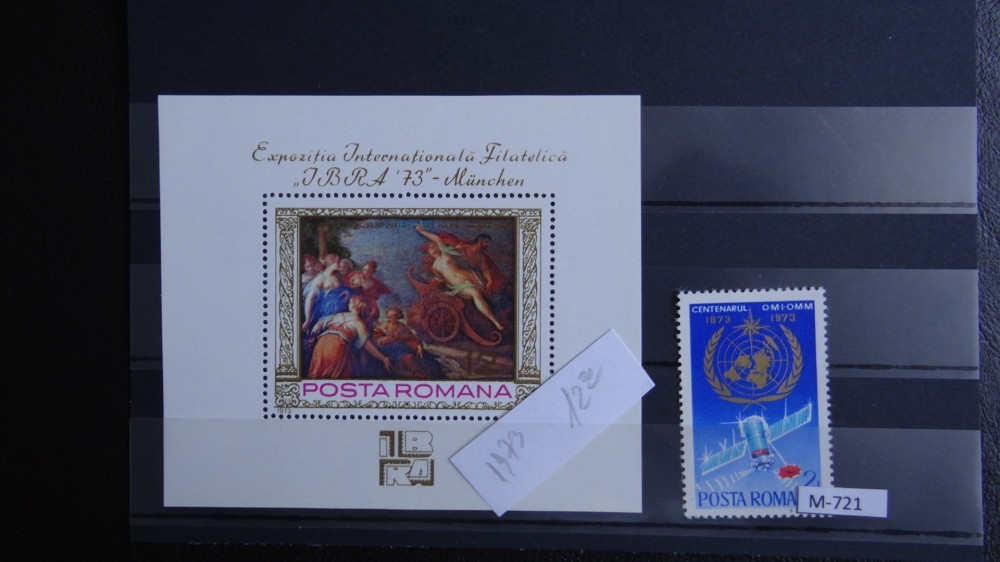 Expoziția Internațională Filatelică
„IBRA '73" - München
POSTA ROMANA
1973
IBRA
1973 12
CENTENARUL OMI-OMM
1873 1973
2
POSTA ROMA
M-721